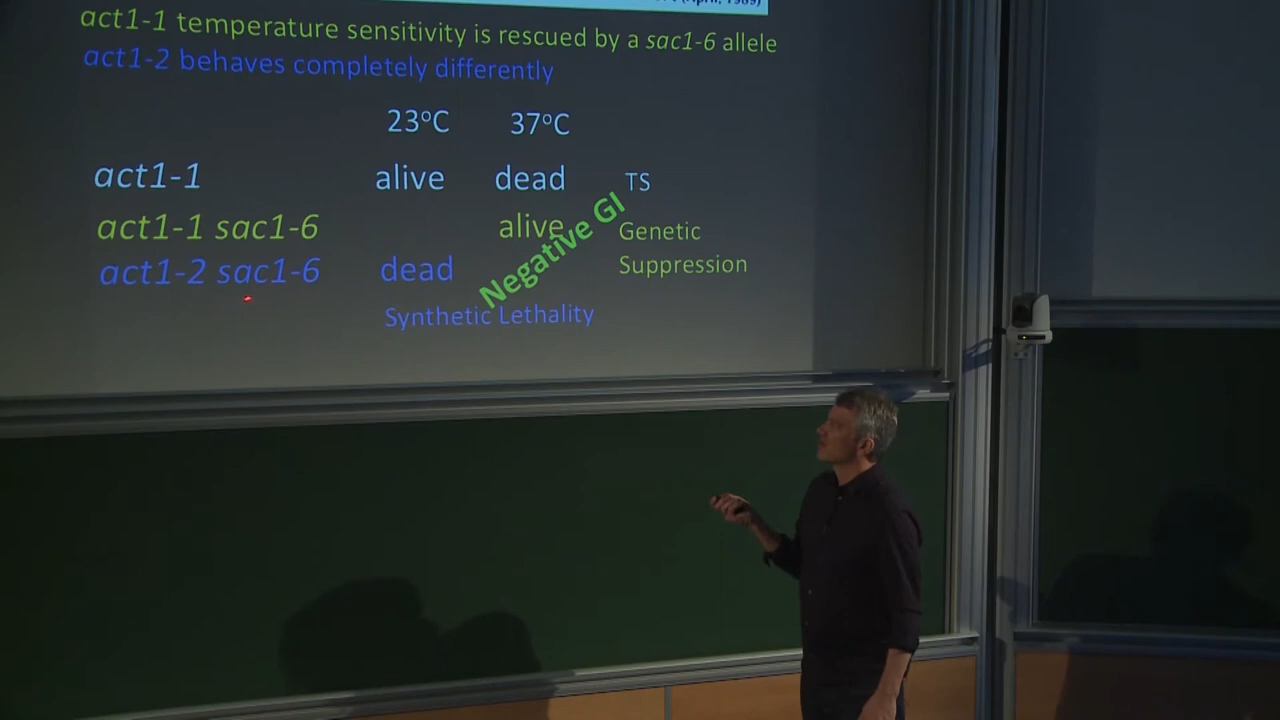 (April, 1989)
act1-1 temperature sensitivity is rescued by a sac1-6 allele
act1-2 behaves completely differently
23°C 37°C
act1-1 alive dead TS
act1-1 sac1-6 alive Genetic
Suppression
act1-2 sac1-6 dead
Negative GI
Synthetic Lethality